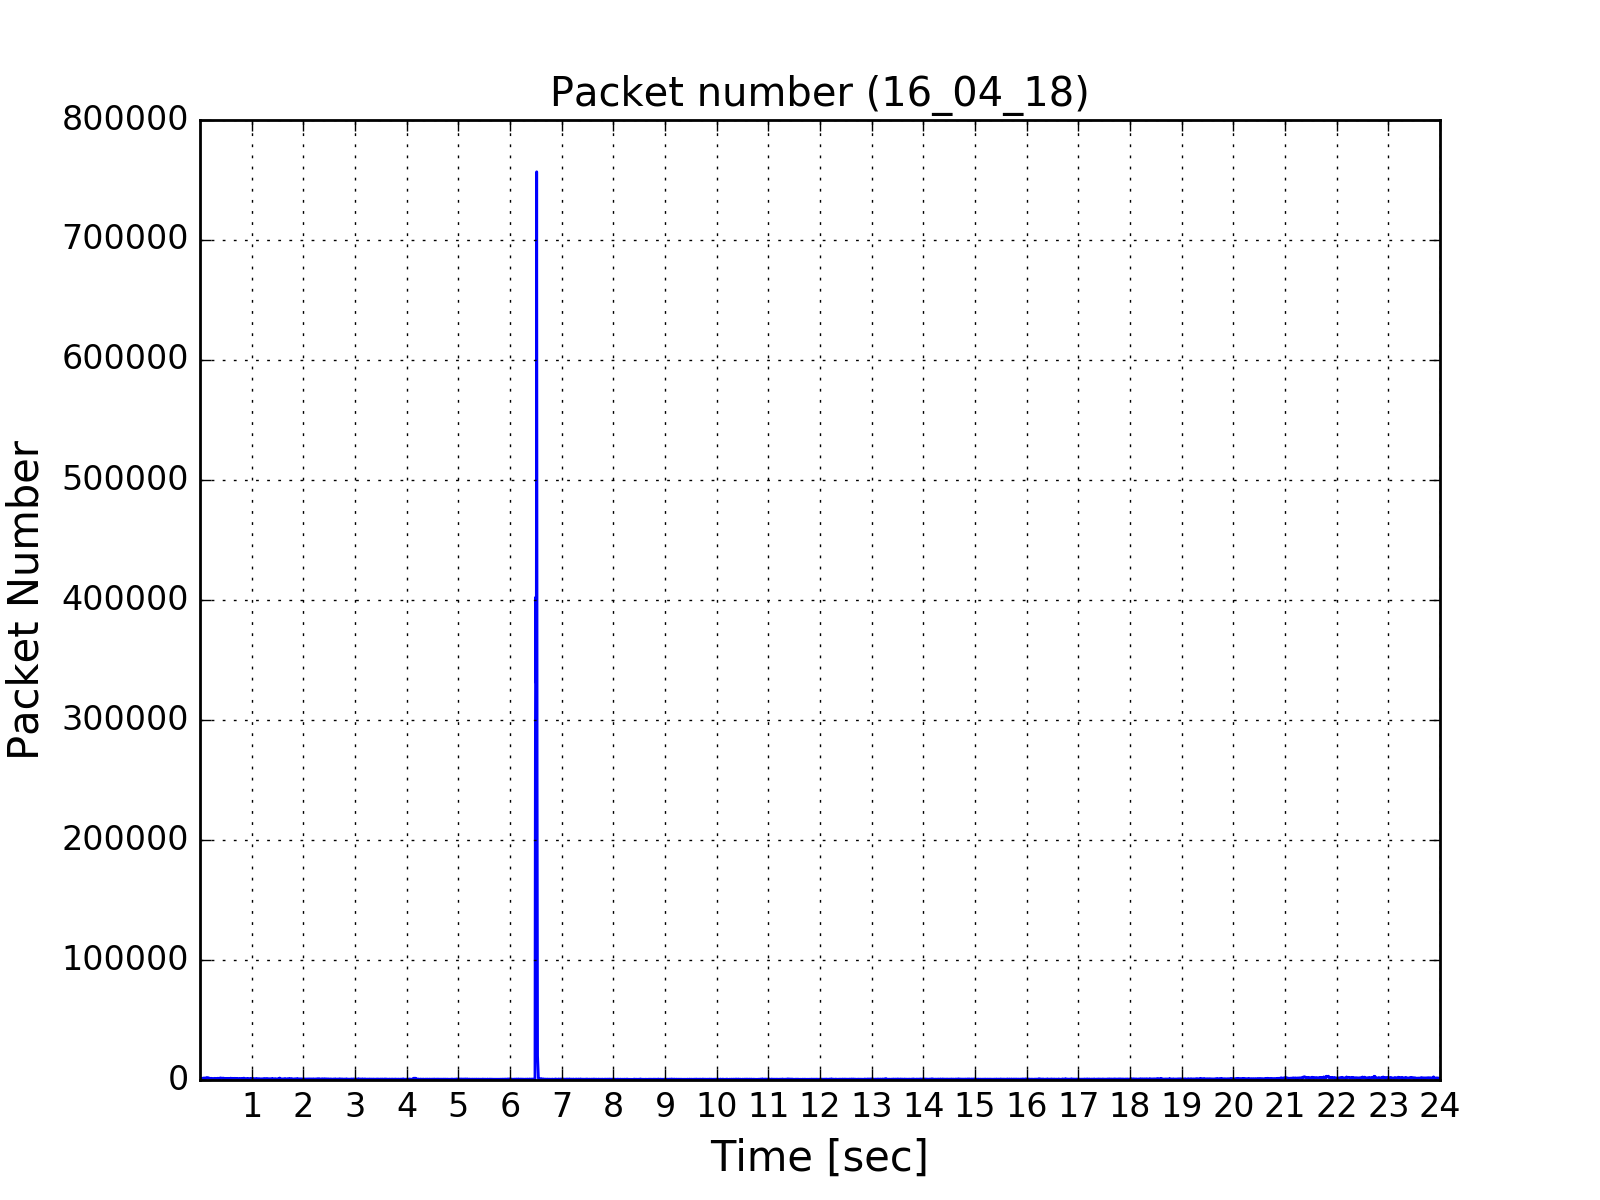 Packet number (16_04_18)
800000
700000
600000
500000
400000
300000
200000
100000
0
Packet Number
1 2 3 4 5 6 7 8 9 10 11 12 13 14 15 16 17 18 19 20 21 22 23 24
Time [sec]